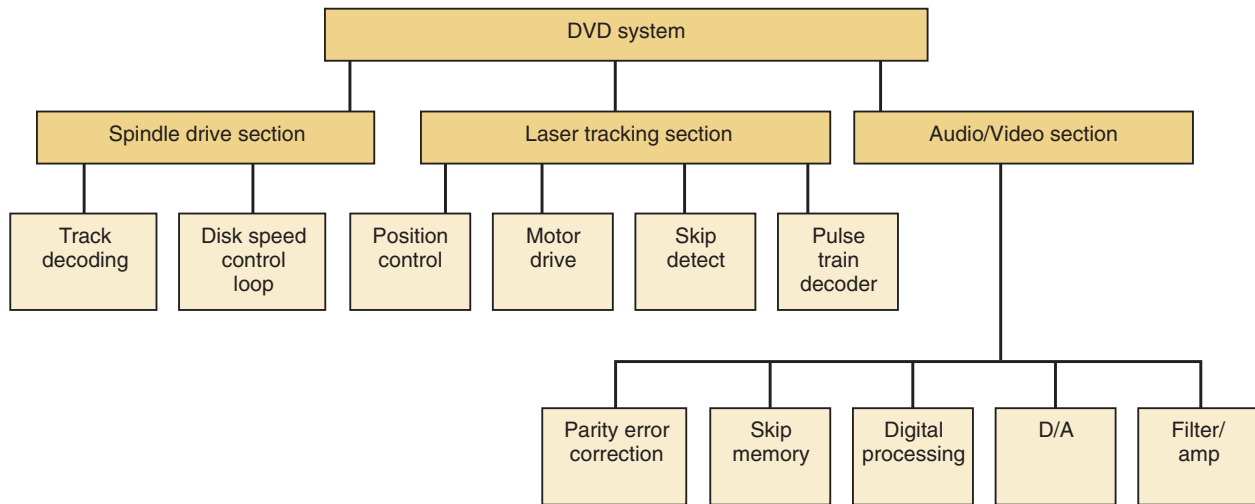 DVD system
Spindle drive section
Laser tracking section
Audio/Video section
Track
decoding
Disk speed
control
loop
Position
control
Motor
drive
Skip
detect
Pulse
train
decoder
Parity error
correction
Skip
memory
Digital
processing
D/A
Filter/
amp